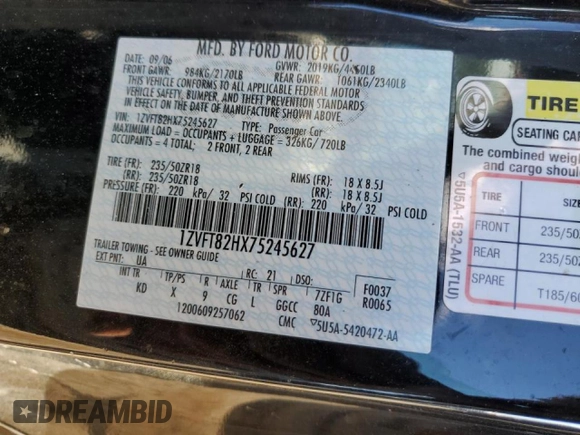 MFD. BY FORD MOTOR CO.
09/06
GVWR: 2019KG/4450LB
FRONT GAWR: 984KG/2170LB
REAR GAWR: 1061KG/2340LB
THIS VEHICLE CONFORMS TO ALL APPLICABLE FEDERAL MOTOR
VEHICLE SAFETY, BUMPER, AND THEFT PREVENTION STANDARDS IN
EFFECT ON THE DATE OF MANUFACTURE SHOWN ABOVE.
VIN: 1ZVFT82HX75245627
TYPE: Passenger Car
MAXIMUM LOAD = OCCUPANTS + LUGGAGE = 326KG/720LB
OCCUPANTS = 4 TOTAL: 2 FRONT, 2 REAR
TIRE (FR): 235/50ZR18
RIMS (FR): 18 X 8.5J
(RR): 235/50ZR18
(RR): 18 X 8.5J
PRESSURE (FR): 220 kPa/ 32 PSI COLD
(RR) 220 kPa/ 32 PSI COLD
1ZVFT82HX75245627
TRAILER TOWING - SEE OWNER GUIDE
EXT PNT: UA
RC: 21
DSO:
F0037
R0065
INT TR
TP/PS
R
AXLE
TR
SPR
7ZF1G
KD
X
9
CG
L
GGCC
80A
1200609257062
CMC
▽5U5A-5420472-AA
TIRE
SEATING CA
The combined weig
and cargo shou
▽5U5A-1532-AA (TLU)
TIRE
SIZE
FRONT
235/50
REAR
235/50
SPARE
T185/60
DREAMBID